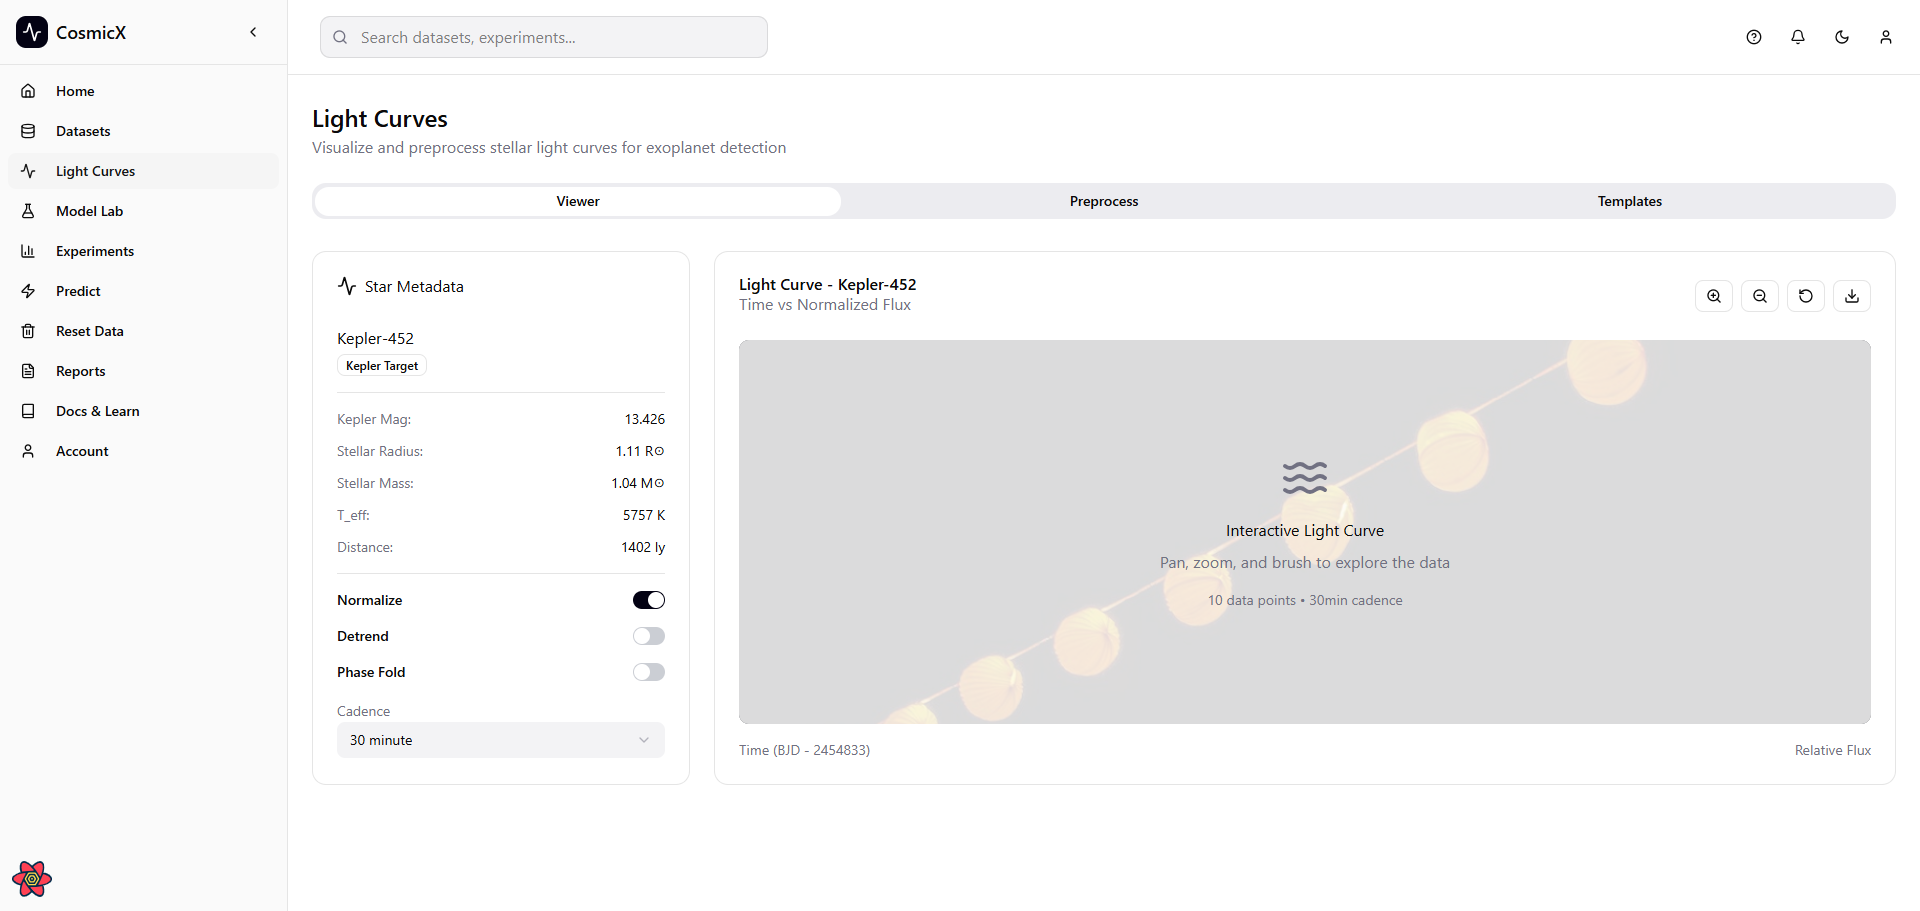 CosmicX
Search datasets, experiments...
Home
Datasets
Light Curves
Model Lab
Experiments
Predict
Reset Data
Reports
Docs & Learn
Account
Light Curves
Visualize and preprocess stellar light curves for exoplanet detection
Viewer
Preprocess
Templates
Star Metadata
Kepler-452
Kepler Target
Kepler Mag: 13.426
Stellar Radius: 1.11 R⊙
Stellar Mass: 1.04 M⊙
T_eff: 5757 K
Distance: 1402 ly
Normalize
Detrend
Phase Fold
Cadence
30 minute
Light Curve - Kepler-452
Time vs Normalized Flux
Interactive Light Curve
Pan, zoom, and brush to explore the data
10 data points • 30min cadence
Time (BJD - 2454833)
Relative Flux